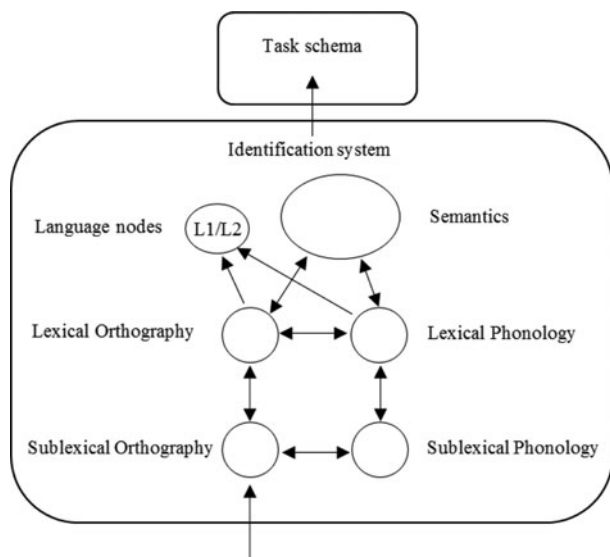 Task schema
Identification system
Language nodes
L1/L2
Semantics
Lexical Orthography
Lexical Phonology
Sublexical Orthography
Sublexical Phonology